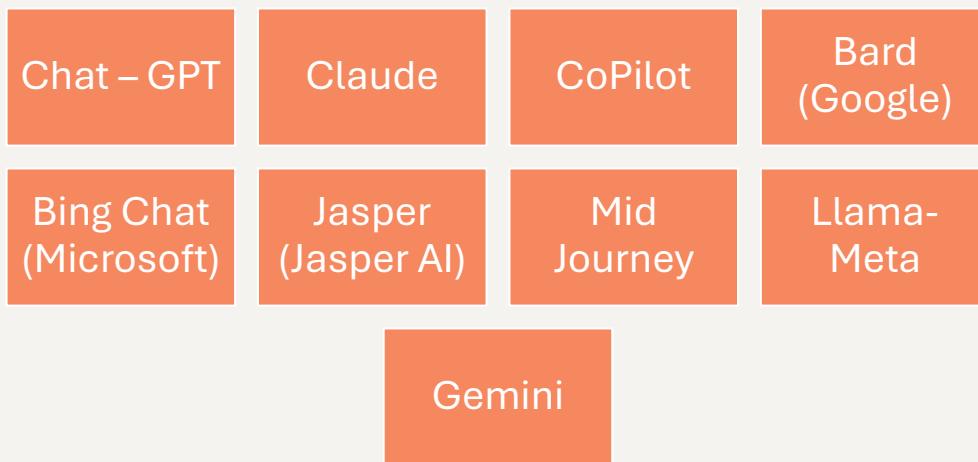 Chat – GPT
Claude
CoPilot
Bard
(Google)
Bing Chat
(Microsoft)
Jasper
(Jasper AI)
Mid
Journey
Llama-
Meta
Gemini